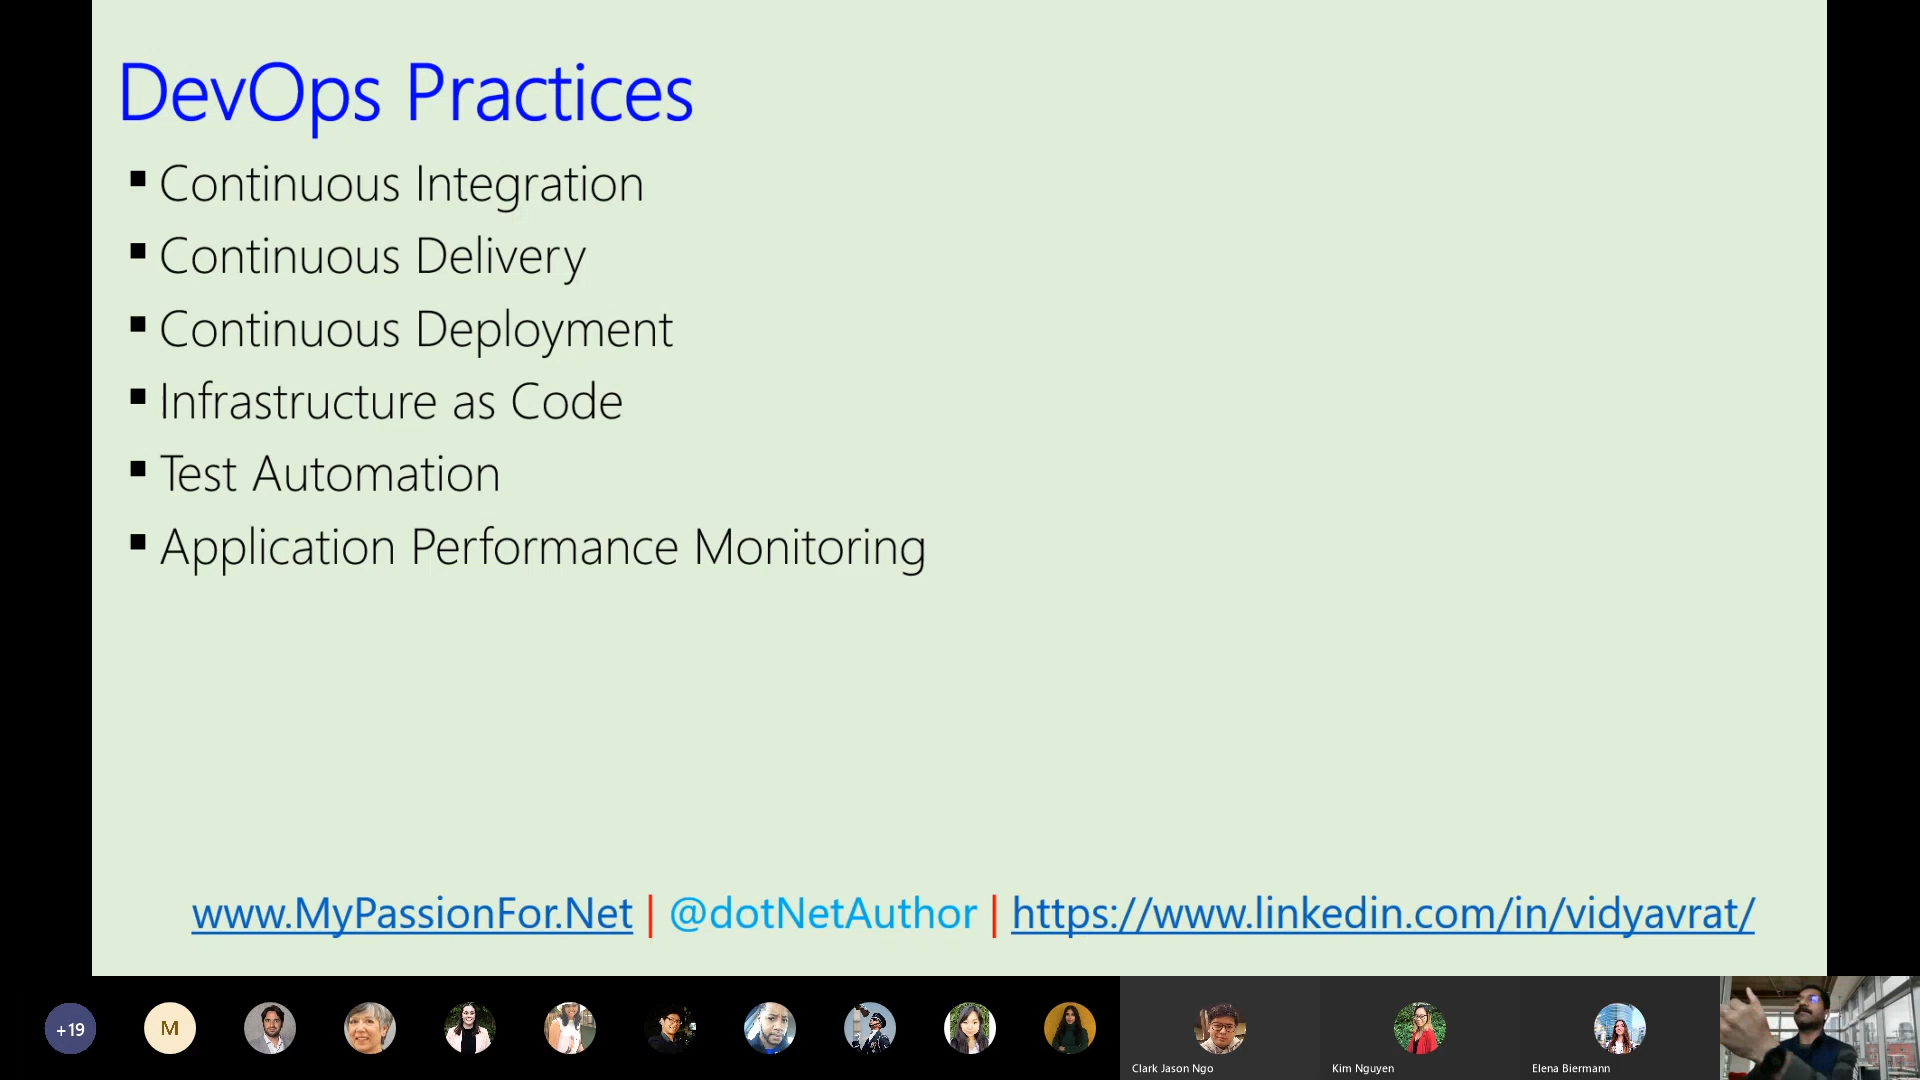 DevOps Practices
▪ Continuous Integration
▪ Continuous Delivery
▪ Continuous Deployment
▪ Infrastructure as Code
▪ Test Automation
▪ Application Performance Monitoring
www.MyPassionFor.Net | @dotNetAuthor | https://www.linkedin.com/in/vidyavrat/
+19
M
Clark Jason Ngo
Kim Nguyen
Elena Biermann